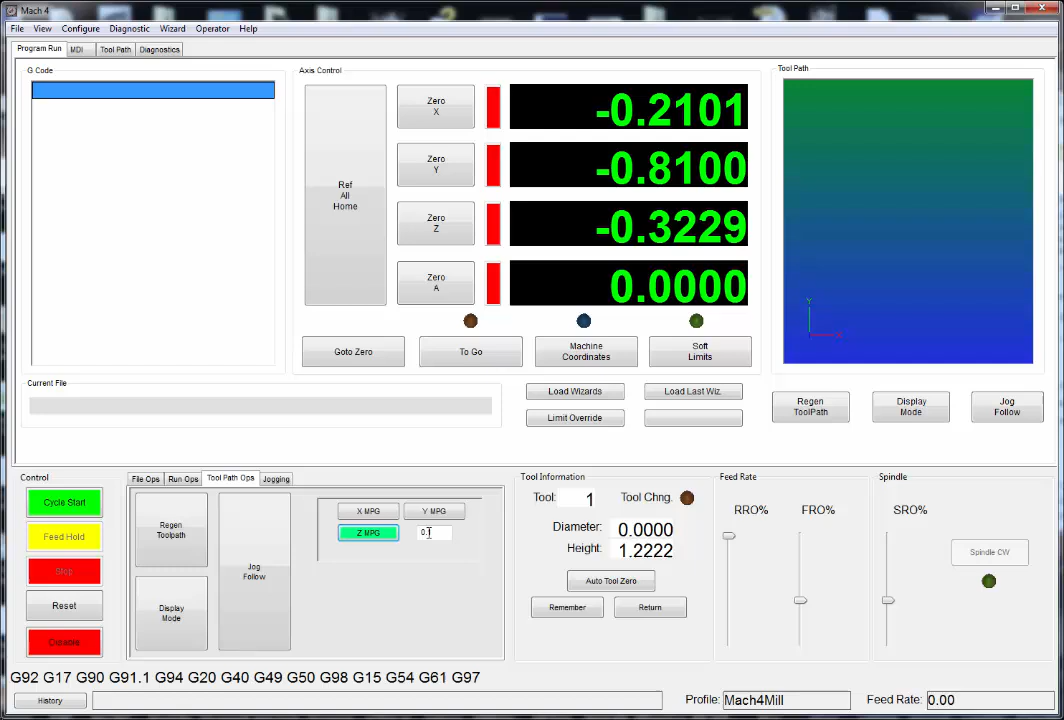 Mach 4
File View Configure Diagnostic Wizard Operator Help
Program Run MDI Tool Path Diagnostics
G Code
Axis Control
Tool Path
Ref
All
Home
Zero
X
-0.2101
Zero
Y
-0.8100
Zero
Z
-0.3229
Zero
A
0.0000
Y
X
Goto Zero
To Go
Machine
Coordinates
Soft
Limits
Current File
Load Wizards
Load Last Wiz.
Limit Override
Regen
ToolPath
Display
Mode
Jog
Follow
Control
Cycle Start
Feed Hold
Stop
Reset
Disable
File Ops Run Ops Tool Path Ops Jogging
Regen
Toolpath
Display
Mode
Jog
Follow
X MPG
Y MPG
Z MPG
Tool Information
Tool: 1 Tool Chng.
Diameter: 0.0000
Height: 1.2222
Auto Tool Zero
Remember
Return
Feed Rate
RRO% FRO%
Spindle
SRO%
Spindle CW
G92 G17 G90 G91.1 G94 G20 G40 G49 G50 G98 G15 G54 G61 G97
History
Profile: Mach4Mill
Feed Rate: 0.00